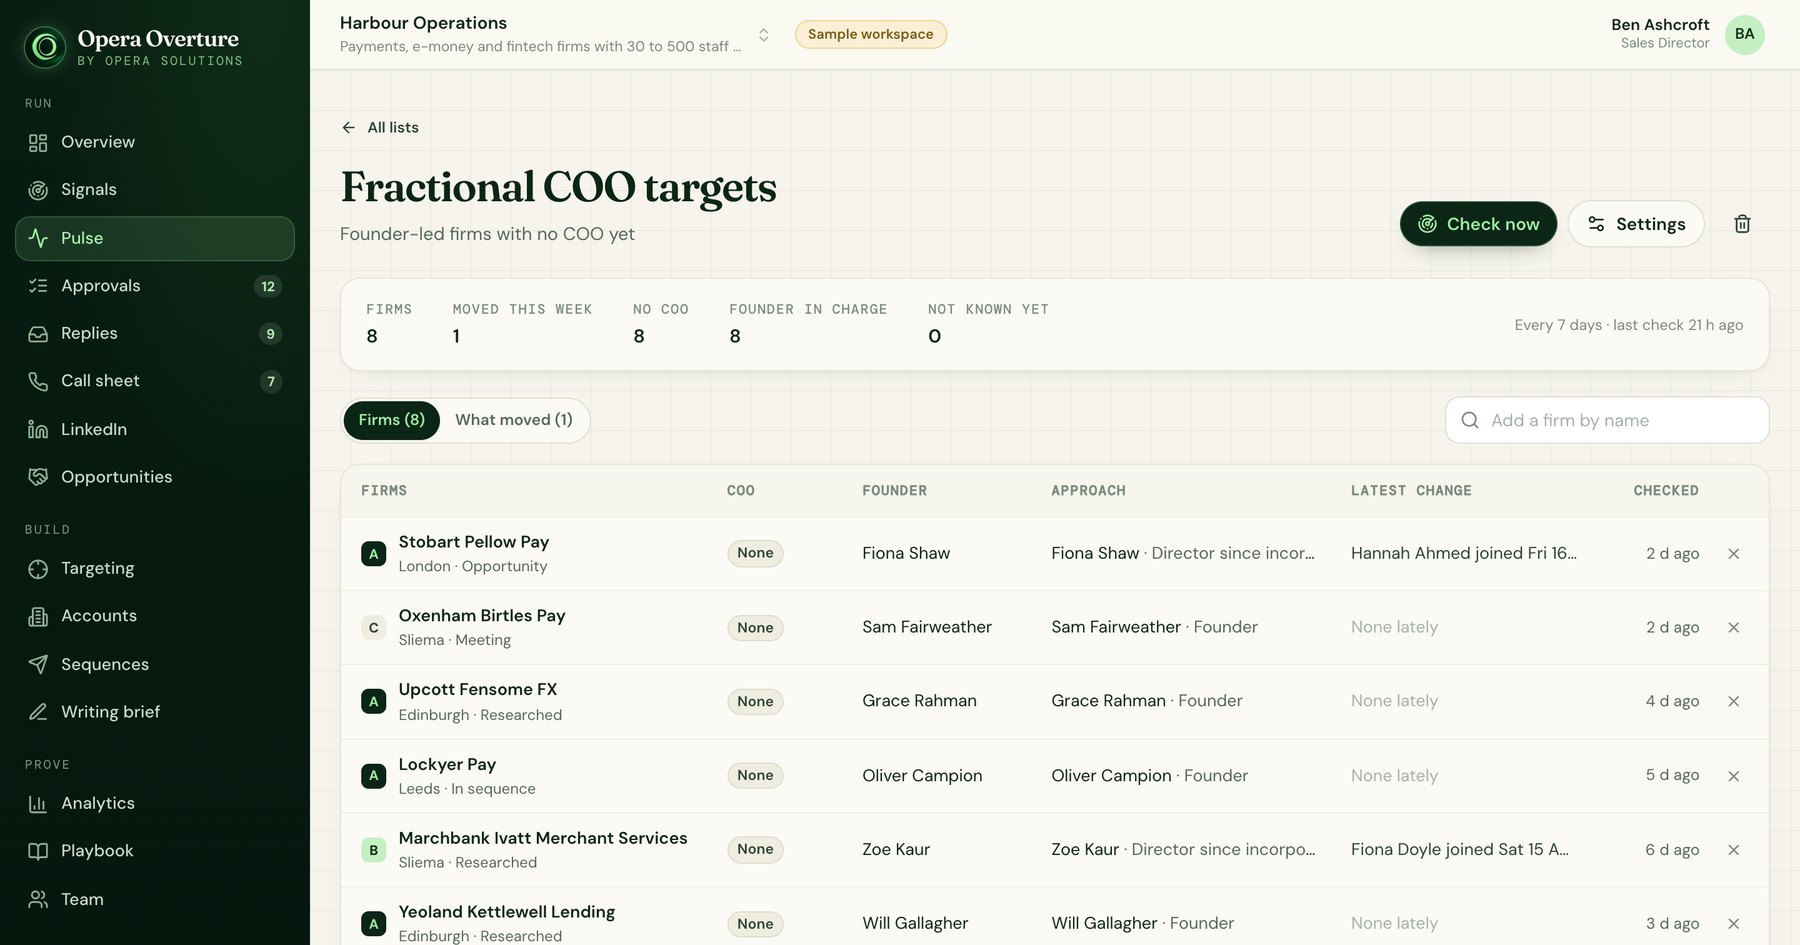 Opera Overture
BY OPERA SOLUTIONS
RUN
Overview
Signals
Pulse
Approvals 12
Replies 9
Call sheet 7
LinkedIn
Opportunities
BUILD
Targeting
Accounts
Sequences
Writing brief
PROVE
Analytics
Playbook
Team
Harbour Operations
Payments, e-money and fintech firms with 30 to 500 staff ...
Sample workspace
Ben Ashcroft
Sales Director
BA
All lists
Fractional COO targets
Founder-led firms with no COO yet
Check now
Settings
FIRMS MOVED THIS WEEK NO COO FOUNDER IN CHARGE NOT KNOWN YET
8 1 8 8 0
Every 7 days · last check 21 h ago
Firms (8) What moved (1)
Add a firm by name
FIRMS COO FOUNDER APPROACH LATEST CHANGE CHECKED
A Stobart Pellow Pay
London · Opportunity
None Fiona Shaw Fiona Shaw · Director since incor... Hannah Ahmed joined Fri 16... 2 d ago
C Oxenham Birtles Pay
Sliema · Meeting
None Sam Fairweather Sam Fairweather · Founder None lately 2 d ago
A Upcott Fensome FX
Edinburgh · Researched
None Grace Rahman Grace Rahman · Founder None lately 4 d ago
A Lockyer Pay
Leeds · In sequence
None Oliver Campion Oliver Campion · Founder None lately 5 d ago
B Marchbank Ivatt Merchant Services
Sliema · Researched
None Zoe Kaur Zoe Kaur · Director since incorpo... Fiona Doyle joined Sat 15 A... 6 d ago
A Yeoland Kettlewell Lending
Edinburgh · Researched
None Will Gallagher Will Gallagher · Founder None lately 3 d ago